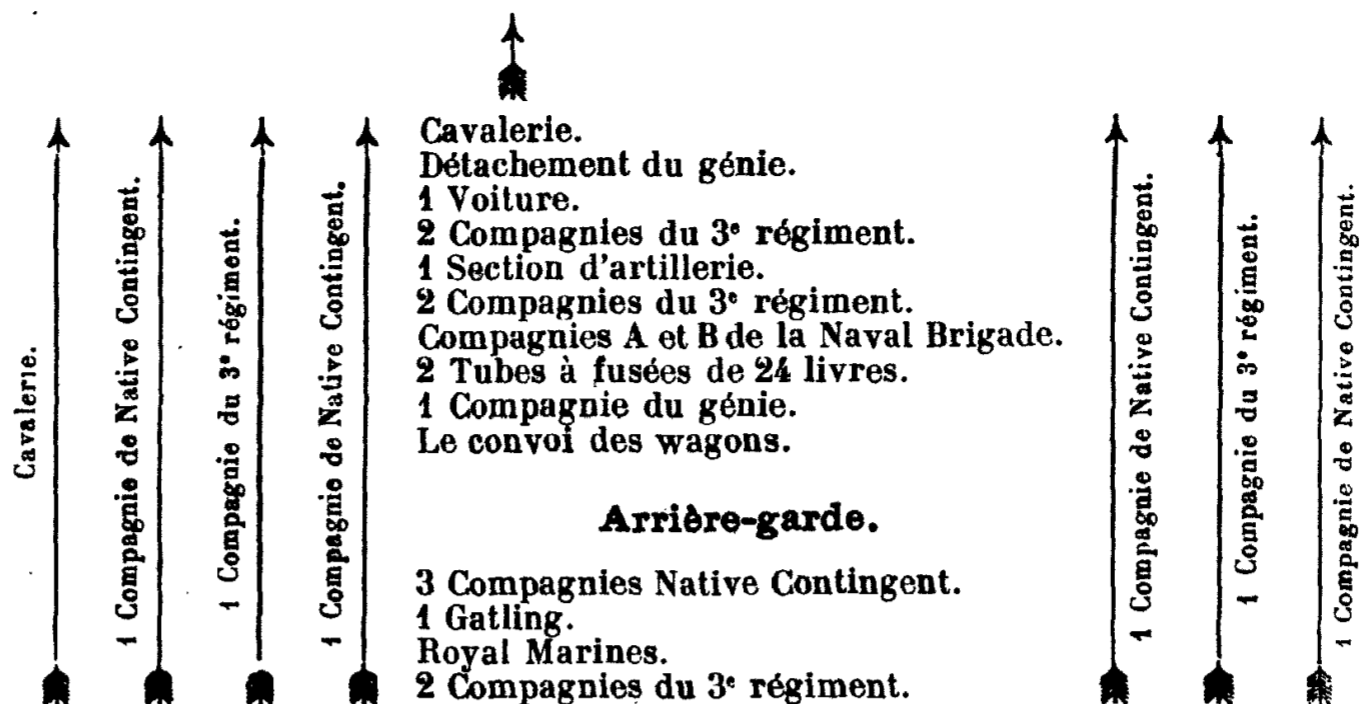 Cavalerie.
1 Compagnie de Native Contingent.
1 Compagnie du 3e régiment.
1 Compagnie de Native Contingent.
Cavalerie.
Détachement du génie.
1 Voiture.
2 Compagnies du 3e régiment.
1 Section d'artillerie.
2 Compagnies du 3e régiment.
Compagnies A et B de la Naval Brigade.
2 Tubes à fusées de 24 livres.
1 Compagnie du génie.
Le convoi des wagons.
Arrière-garde.
3 Compagnies Native Contingent.
1 Gatling.
Royal Marines.
2 Compagnies du 3e régiment.
1 Compagnie de Native Contingent.
1 Compagnie du 3e régiment.
1 Compagnie de Native Contingent.